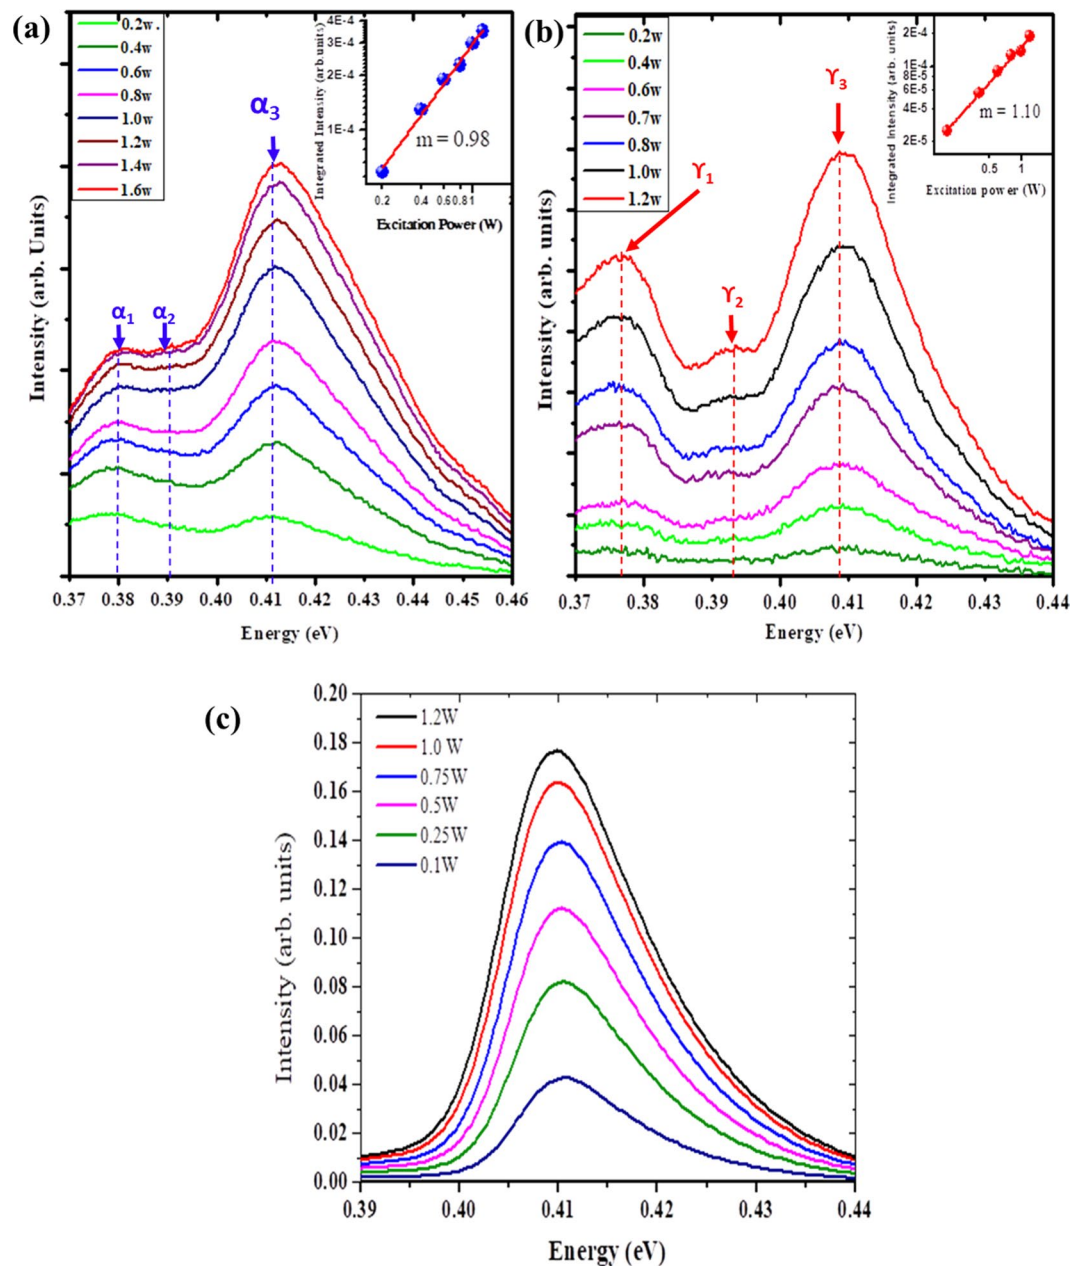 (a)
0.2w.
0.4w
0.6w
0.8w
1.0w
1.2w
1.4w
1.6w
α1
α2
α3
Intensity (arb. Units)
0.37 0.38 0.39 0.40 0.41 0.42 0.43 0.44 0.45 0.46
Energy (eV)
4E-4
3E-4
2E-4
1E-4
Integrated Intensity (arb.units)
m = 0.98
0.2 0.4 0.6 0.8 1 2
Excitation Power (W)
(b)
0.2w
0.4w
0.6w
0.7w
0.8w
1.0w
1.2w
ϒ1
ϒ2
ϒ3
Intensity (arb. units)
0.37 0.38 0.39 0.40 0.41 0.42 0.43 0.44
Energy (eV)
2E-4
1E-4
8E-5
6E-5
4E-5
2E-5
Integrated Intensity (arb. units)
m = 1.10
0.5 1
Excitation power (W)
(c)
1.2W
1.0 W
0.75W
0.5W
0.25W
0.1W
0.20
0.18
0.16
0.14
0.12
0.10
0.08
0.06
0.04
0.02
0.00
Intensity (arb. units)
0.39 0.40 0.41 0.42 0.43 0.44
Energy (eV)